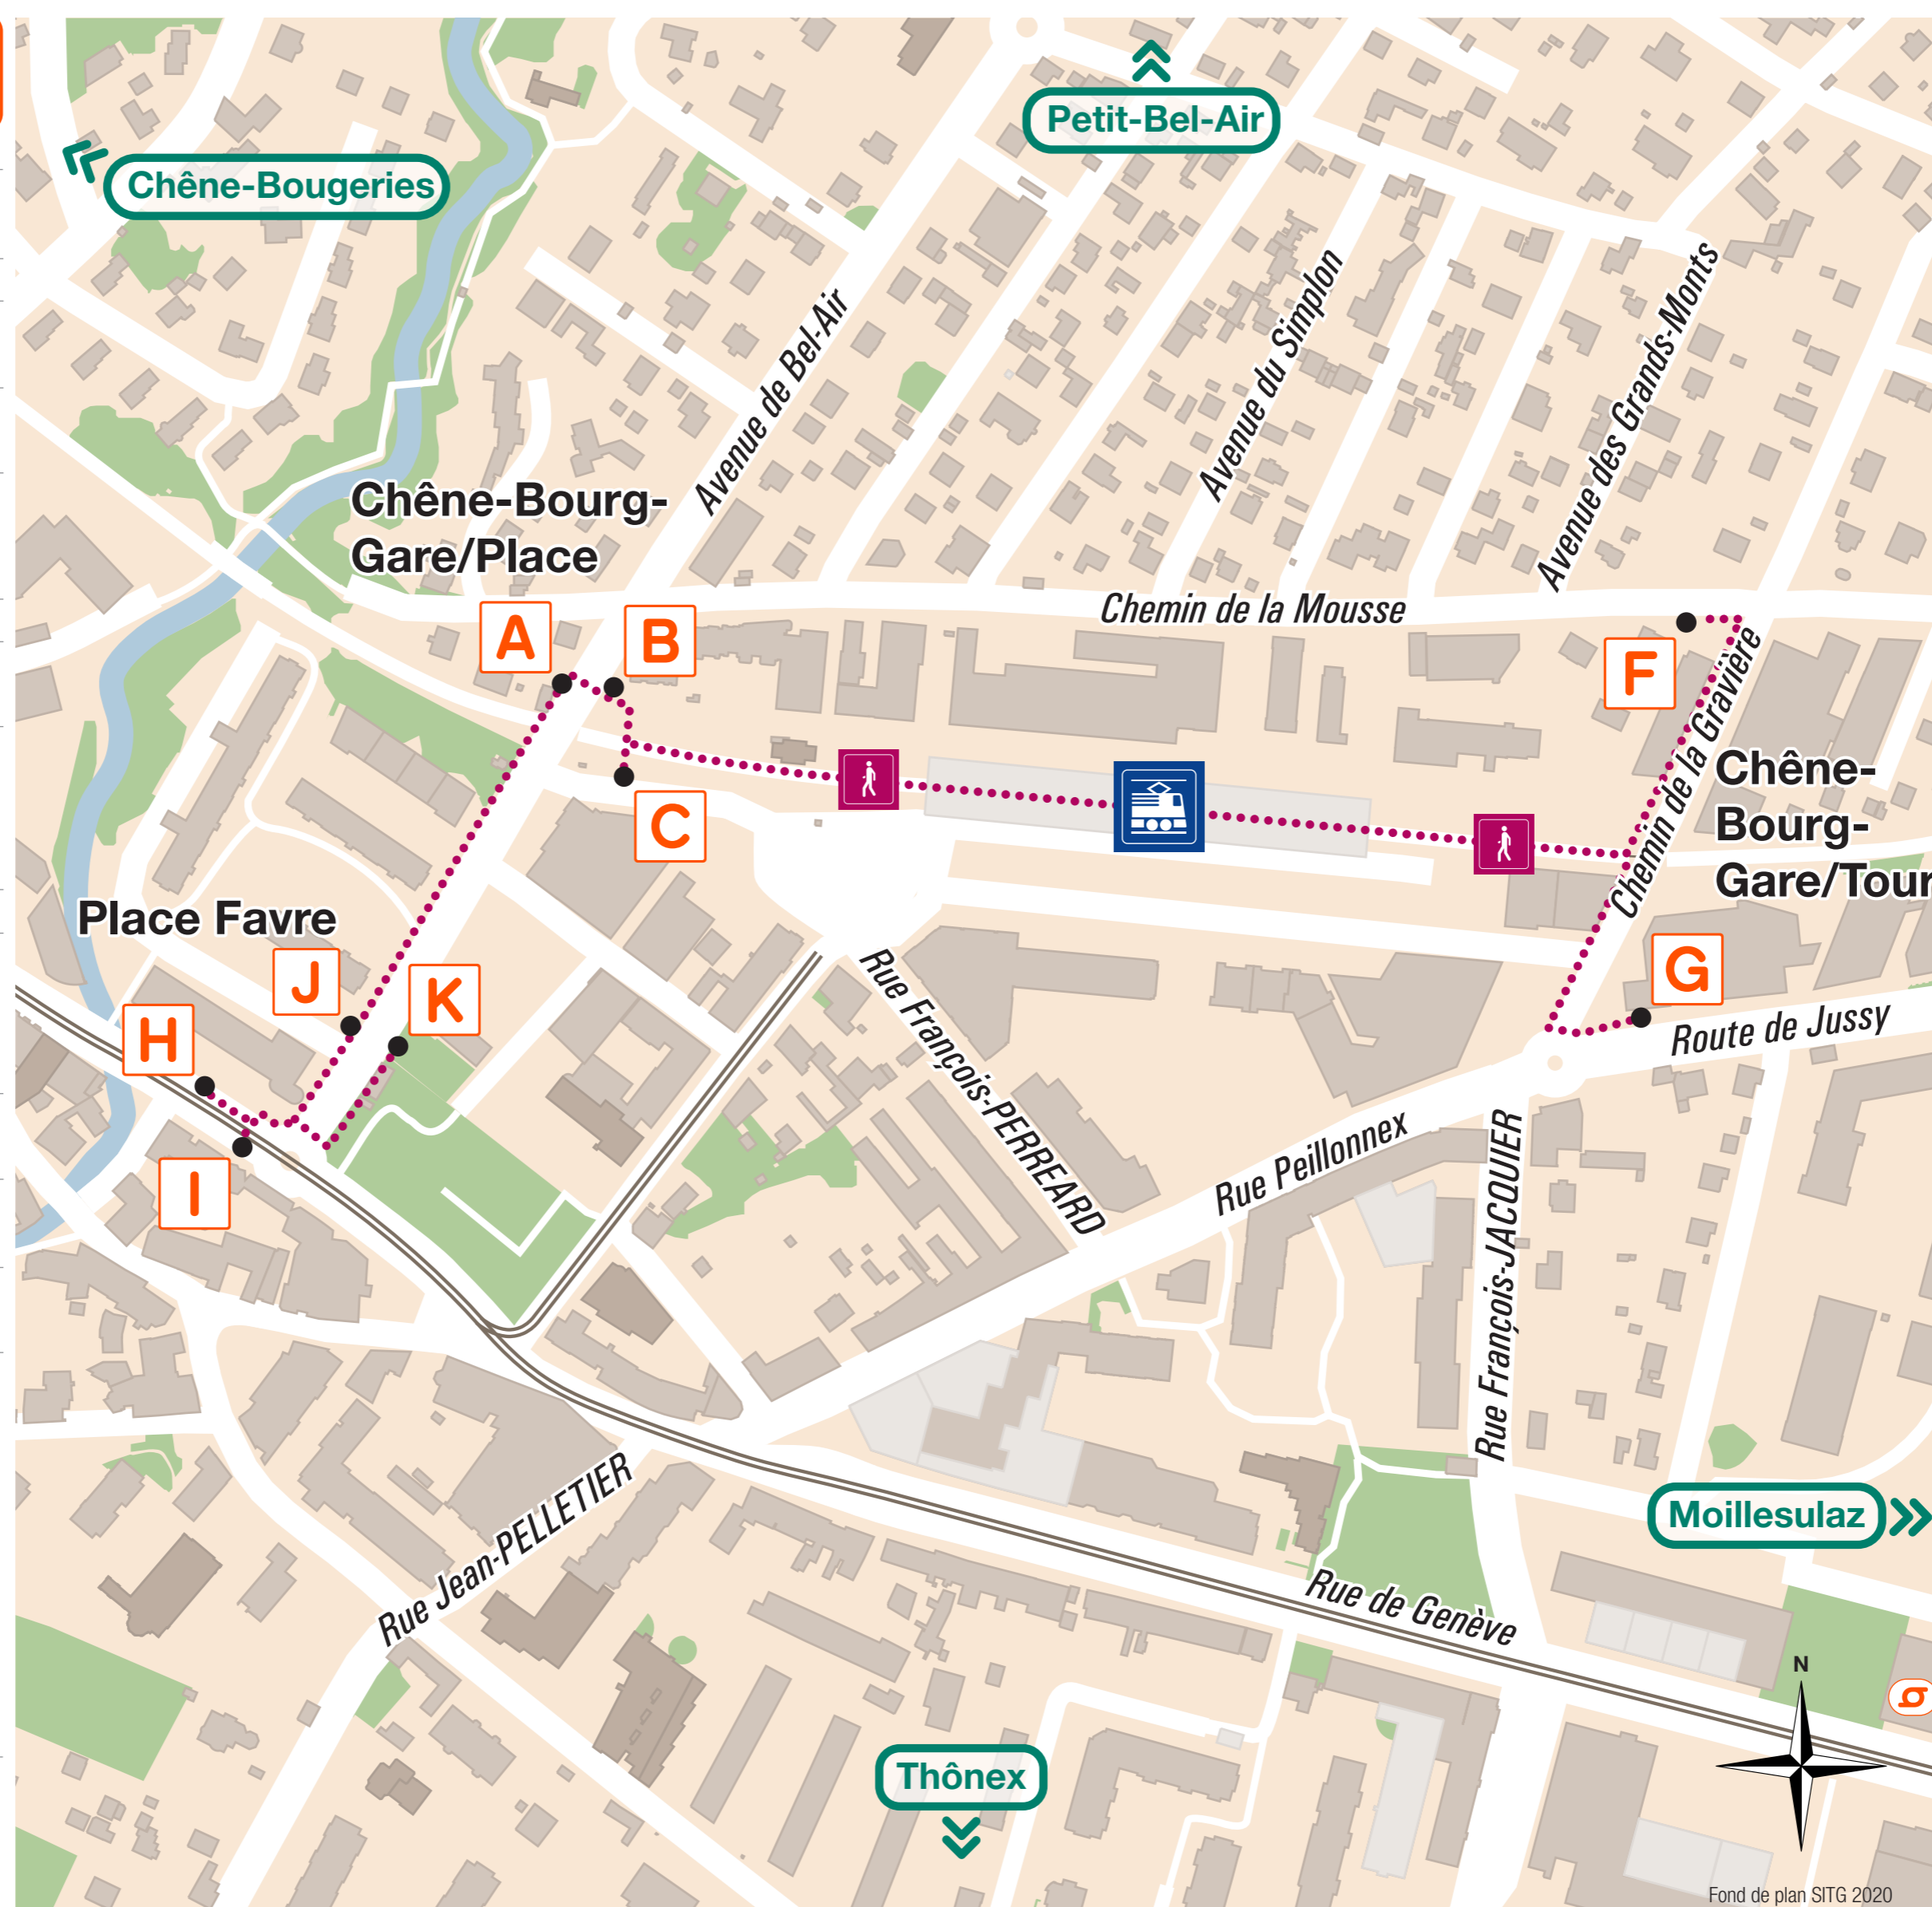 Petit-Bel-Air
Chêne-Bougeries
Avenue de Bel-Air
Avenue du Simplon
Avenue des Grands-Monts
Chêne-Bourg-
Gare/Place
Chemin de la Mousse
A
B
F
Chemin de la Gravière
C
Chêne-
Bourg-
Gare/Tour
Place Favre
J
K
G
H
Rue François-PERREARD
Route de Jussy
I
Rue Peillonnex
Rue François-JACQUIER
Rue Jean-PELLETIER
Moillesulaz
Rue de Genève
N
Thônex
Fond de plan SITG 2020